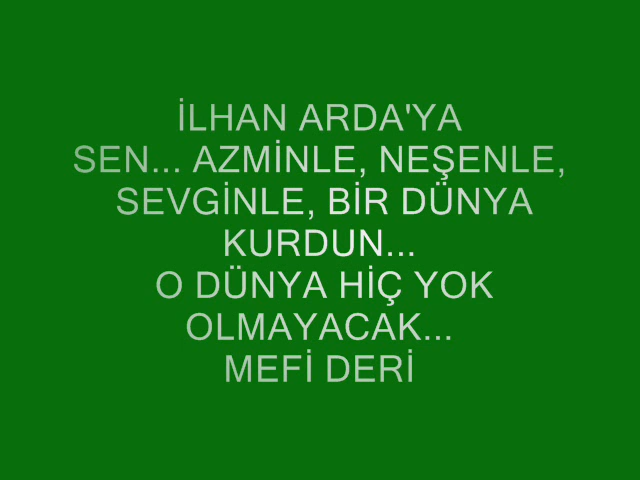 İLHAN ARDA'YA
SEN... AZMİNLE, NEŞENLE,
SEVGİNLE, BİR DÜNYA
KURDUN...
O DÜNYA HİÇ YOK
OLMAYACAK...
MEFİ DERİ